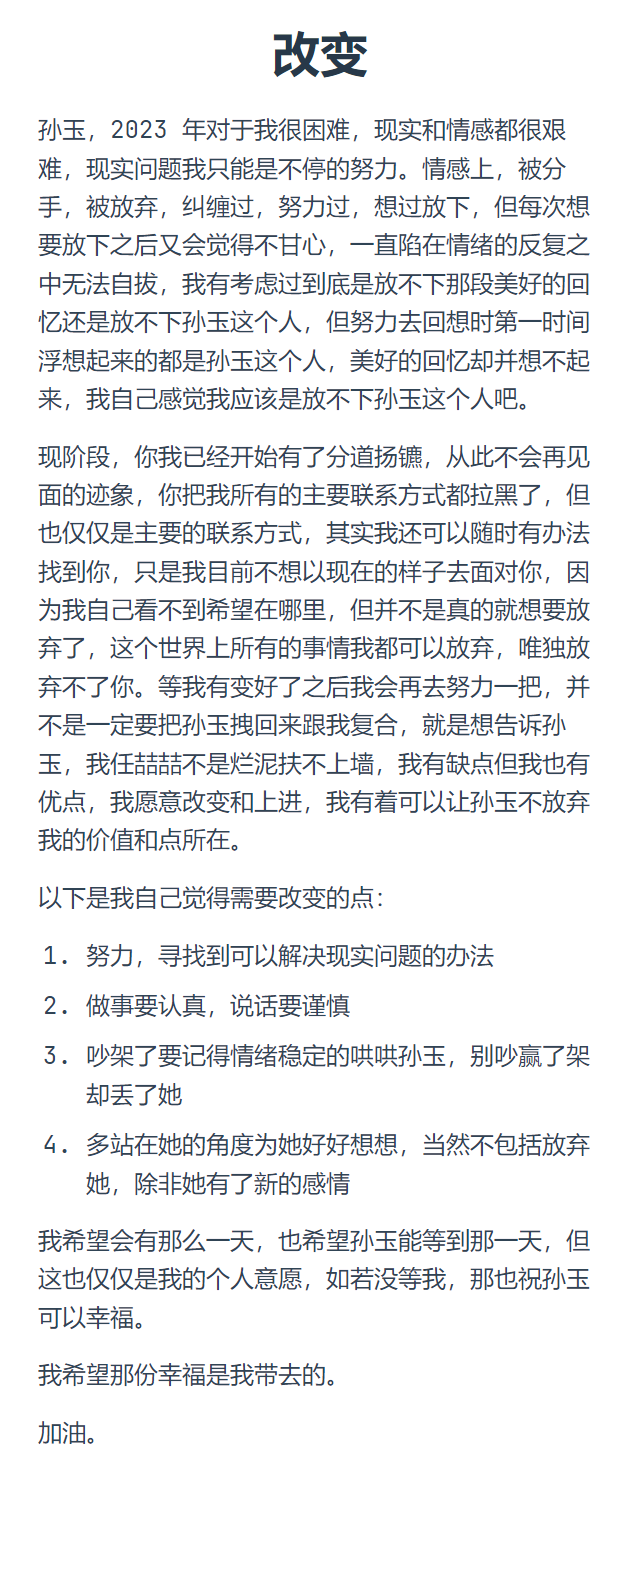 改变
孙玉，2023 年对于我很困难，现实和情感都很艰
难，现实问题我只能是不停的努力。情感上，被分
手，被放弃，纠缠过，努力过，想过放下，但每次想
要放下之后又会觉得不甘心，一直陷在情绪的反复之
中无法自拔，我有考虑过到底是放不下那段美好的回
忆还是放不下孙玉这个人，但努力去回想时第一时间
浮想起来的都是孙玉这个人，美好的回忆却并想不起
来，我自己感觉我应该是放不下孙玉这个人吧。
现阶段，你我已经开始有了分道扬镳，从此不会再见
面的迹象，你把我所有的主要联系方式都拉黑了，但
也仅仅是主要的联系方式，其实我还可以随时有办法
找到你，只是我目前不想以现在的样子去面对你，因
为我自己看不到希望在哪里，但并不是真的就想要放
弃了，这个世界上所有的事情我都可以放弃，唯独放
弃不了你。等我有变好了之后我会再去努力一把，并
不是一定要把孙玉拽回来跟我复合，就是想告诉孙
玉，我任喆喆不是烂泥扶不上墙，我有缺点但我也有
优点，我愿意改变和上进，我有着可以让孙玉不放弃
我的价值和点所在。
以下是我自己觉得需要改变的点：
1. 努力，寻找到可以解决现实问题的办法
2. 做事要认真，说话要谨慎
3. 吵架了要记得情绪稳定的哄哄孙玉，别吵赢了架
却丢了她
4. 多站在她的角度为她好好想想，当然不包括放弃
她，除非她有了新的感情
我希望会有那么一天，也希望孙玉能等到那一天，但
这也仅仅是我的个人意愿，如若没等我，那也祝孙玉
可以幸福。
我希望那份幸福是我带去的。
加油。